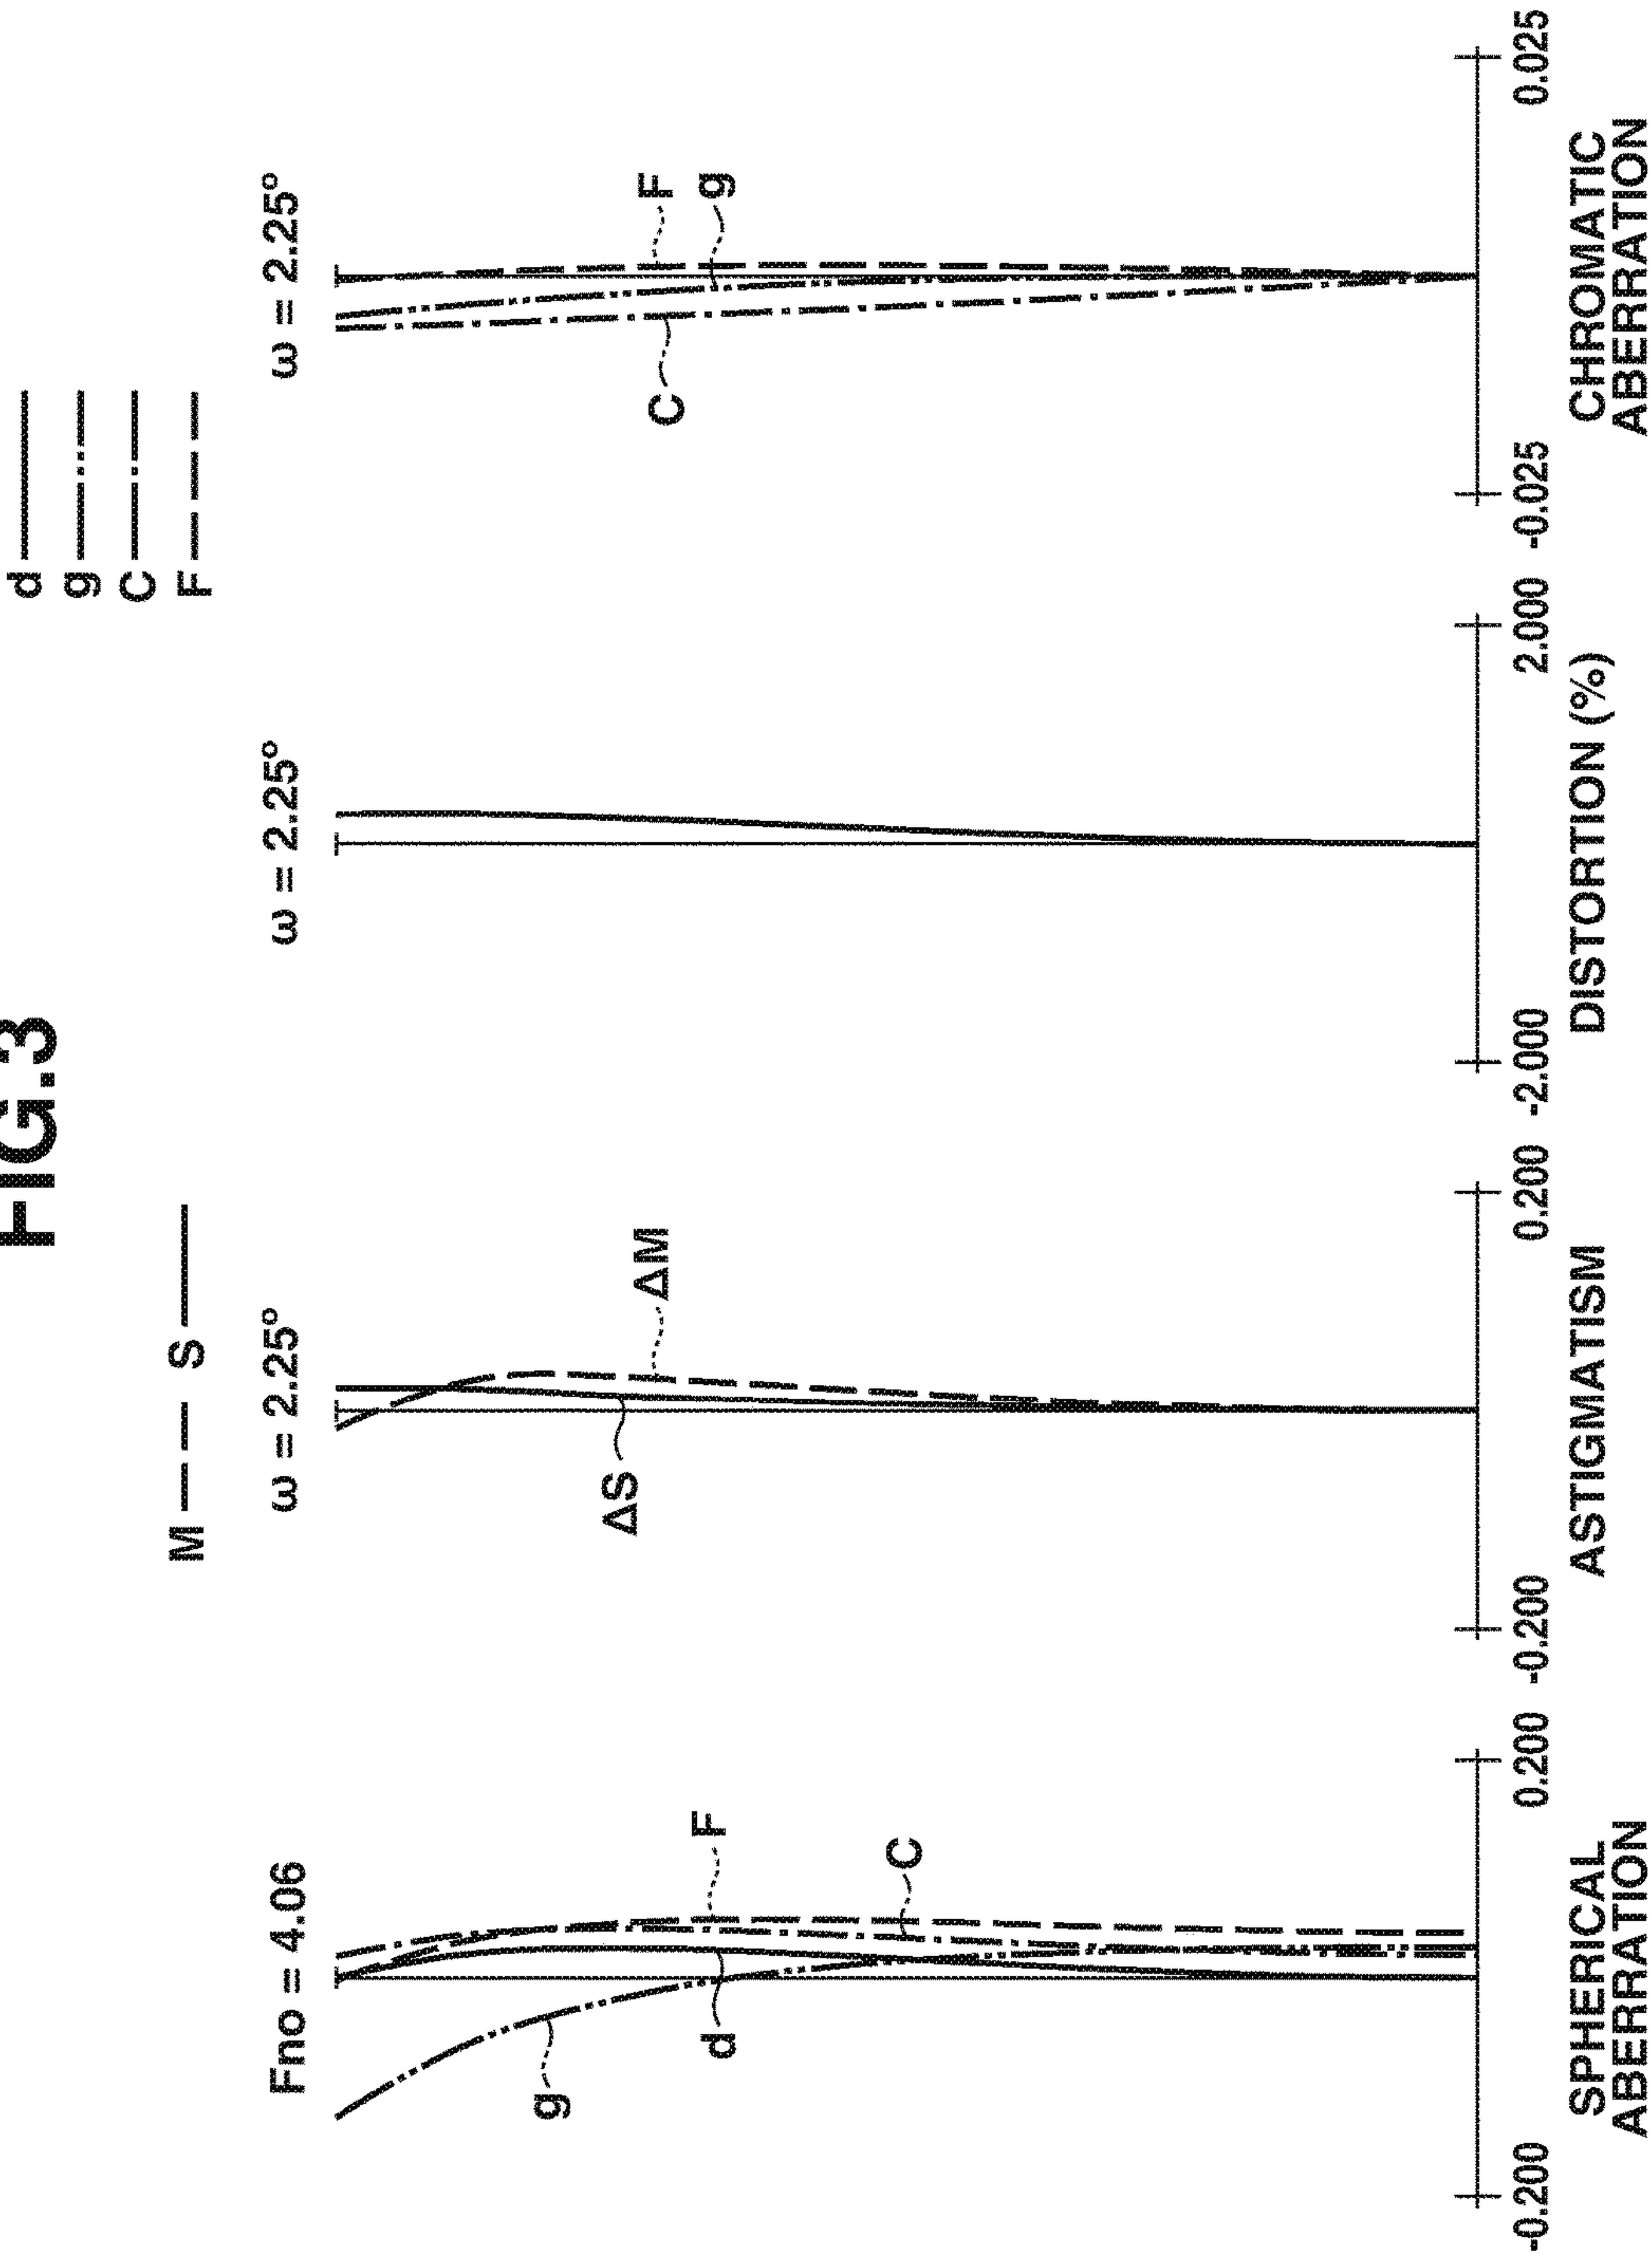 FIG.3
d
g
C
F
M S
Fno = 4.06
g
d
F
C
-0.200 0.200
SPHERICAL
ABERRATION
ω = 2.25°
ΔS
ΔM
-0.200 0.200
ASTIGMATISM
ω = 2.25°
-2.000 2.000
DISTORTION (%)
ω = 2.25°
C
F
g
-0.025 0.025
CHROMATIC
ABERRATION